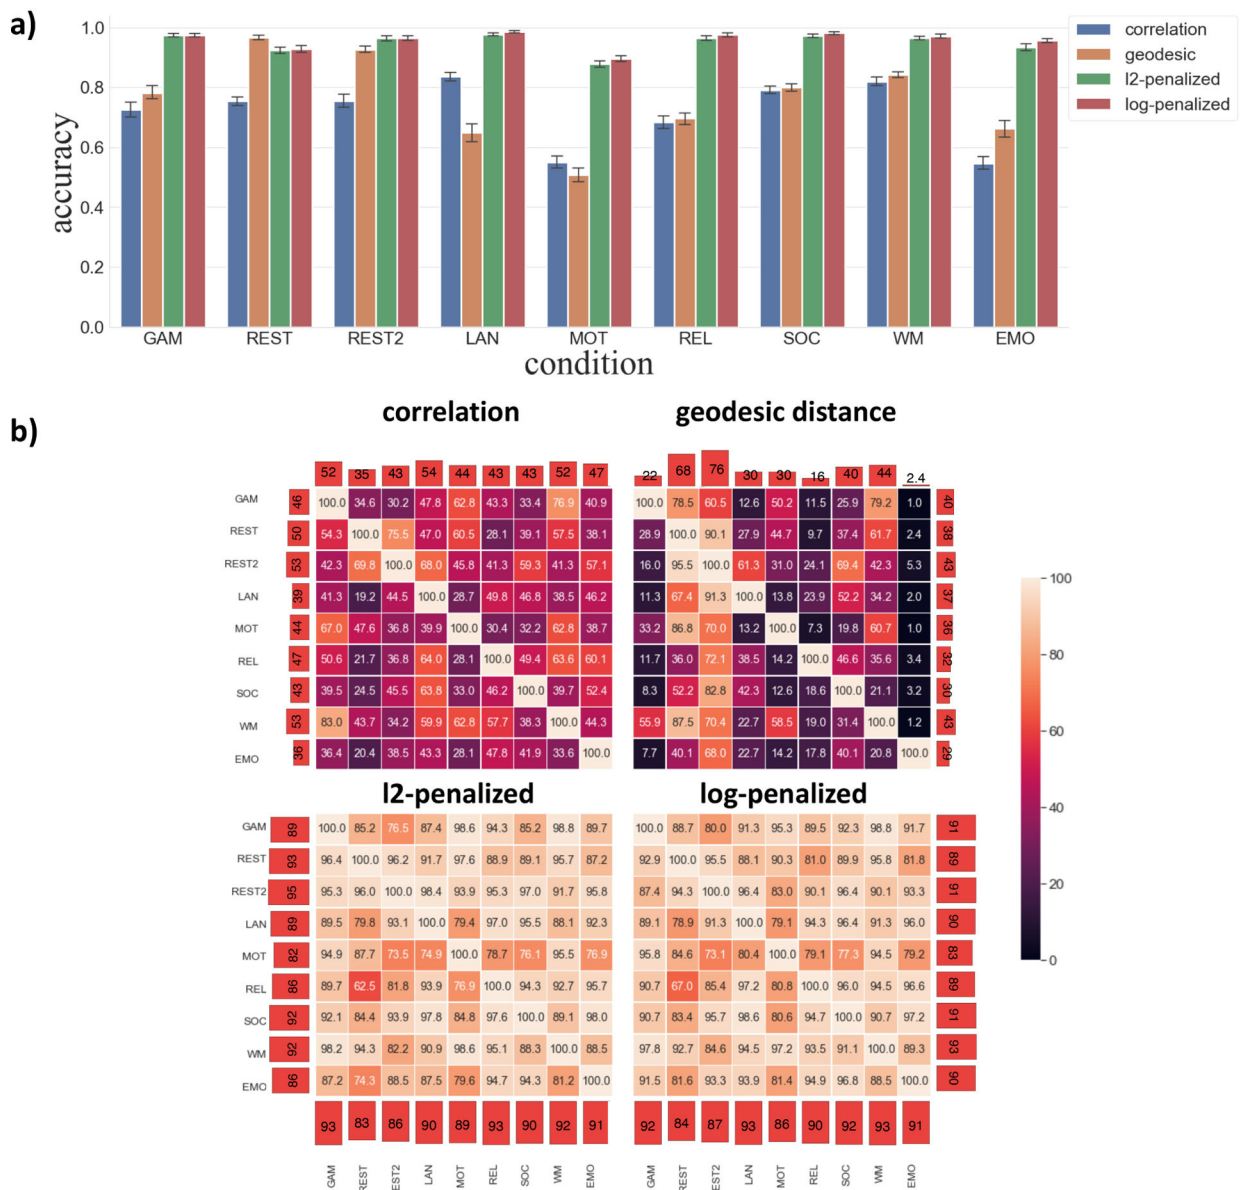 a)
1.0
0.8
0.6
0.4
0.2
0.0
accuracy
GAM REST REST2 LAN MOT REL SOC WM EMO
condition
correlation
geodesic
l2-penalized
log-penalized
b)
correlation geodesic distance
52 35 43 54 44 43 43 52 47 22 68 76 30 30 16 40 44 2.4
GAM 46 100.0 34.6 30.2 47.8 62.8 43.3 33.4 76.9 40.9 100.0 78.5 60.5 12.6 50.2 11.5 25.9 79.2 1.0 40
REST 50 54.3 100.0 75.5 47.0 60.5 28.1 39.1 57.5 38.1 28.9 100.0 90.1 27.9 44.7 9.7 37.4 61.7 2.4 38
REST2 53 42.3 69.8 100.0 68.0 45.8 41.3 59.3 41.3 57.1 16.0 95.5 100.0 61.3 31.0 24.1 69.4 42.3 5.3 43
LAN 39 41.3 19.2 44.5 100.0 28.7 49.8 46.8 38.5 46.2 11.3 67.4 91.3 100.0 13.8 23.9 52.2 34.2 2.0 37
MOT 44 67.0 47.6 36.8 39.9 100.0 30.4 32.2 62.8 38.7 33.2 86.8 70.0 13.2 100.0 7.3 19.8 60.7 1.0 36
REL 47 50.6 21.7 36.8 64.0 28.1 100.0 49.4 63.6 60.1 11.7 36.0 72.1 38.5 14.2 100.0 46.6 35.6 3.4 32
SOC 43 39.5 24.5 45.5 63.8 33.0 46.2 100.0 39.7 52.4 8.3 52.2 82.8 42.3 12.6 18.6 100.0 21.1 3.2 30
WM 53 83.0 43.7 34.2 59.9 62.8 57.7 38.3 100.0 44.3 55.9 87.5 70.4 22.7 58.5 19.0 31.4 100.0 1.2 43
EMO 36 36.4 20.4 38.5 43.3 28.1 47.8 41.9 33.6 100.0 7.7 40.1 68.0 22.7 14.2 17.8 40.1 20.8 100.0 29
100
80
60
40
20
0
l2-penalized log-penalized
GAM 89 100.0 85.2 76.5 87.4 98.6 94.3 85.2 98.8 89.7 100.0 88.7 80.0 91.3 95.3 89.5 92.3 98.8 91.7 91
REST 93 96.4 100.0 96.2 91.7 97.6 88.9 89.1 95.7 87.2 92.9 100.0 95.5 88.1 90.3 81.0 89.9 95.8 81.8 89
REST2 95 95.3 96.0 100.0 98.4 93.9 95.3 97.0 91.7 95.8 87.4 94.3 100.0 96.4 83.0 90.1 96.4 90.1 93.3 91
LAN 89 89.5 79.8 93.1 100.0 79.4 97.0 95.5 88.1 92.3 89.1 78.9 91.3 100.0 79.1 94.3 96.4 91.3 96.0 90
MOT 82 94.9 87.7 73.5 74.9 100.0 78.7 76.1 95.5 76.9 95.8 84.6 73.1 80.4 100.0 79.1 77.3 94.5 79.2 83
REL 86 89.7 62.5 81.8 93.9 76.9 100.0 94.3 92.7 95.7 90.7 67.0 85.4 97.2 80.8 100.0 96.0 94.5 96.6 89
SOC 92 92.1 84.4 93.9 97.8 84.8 97.6 100.0 89.1 98.0 90.7 83.4 95.7 98.6 80.6 94.7 100.0 90.7 97.2 91
WM 92 98.2 94.3 82.2 90.9 98.6 95.1 88.3 100.0 88.5 97.8 92.7 84.6 94.5 97.2 93.5 91.1 100.0 89.3 93
EMO 86 87.2 74.3 88.5 87.5 79.6 94.7 94.3 81.2 100.0 91.5 81.6 93.3 93.9 81.4 94.9 96.8 88.5 100.0 90
93 83 86 90 89 93 90 92 91 92 84 87 93 86 90 92 93 91
GAM REST EST2 LAN MOT REL SOC WM EMO GAM REST EST2 LAN MOT REL SOC WM EMO